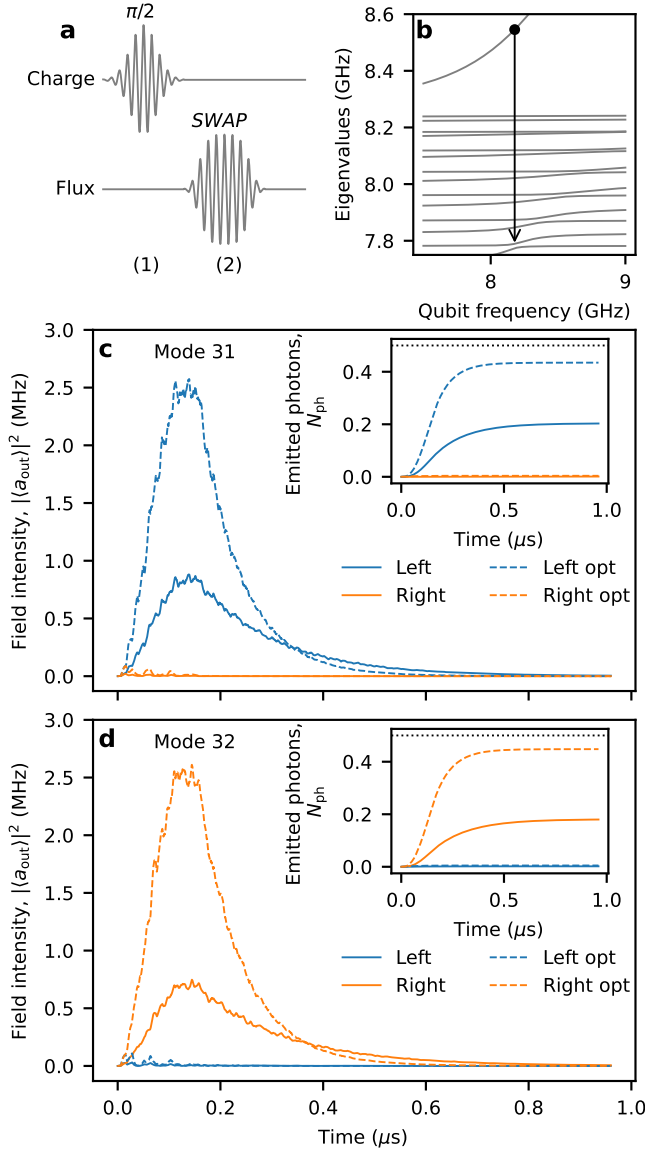 a
π/2
Charge
SWAP
Flux
(1)
(2)
b
Eigenvalues (GHz)
8.6
8.4
8.2
8.0
7.8
8
9
Qubit frequency (GHz)
c
Mode 31
Field intensity, |⟨a_out⟩|² (MHz)
3.0
2.5
2.0
1.5
1.0
0.5
0.0
Emitted photons,
N_ph
0.4
0.2
0.0
0.0
0.5
1.0
Time (μs)
Left
Right
Left opt
Right opt
d
Mode 32
Field intensity, |⟨a_out⟩|² (MHz)
3.0
2.5
2.0
1.5
1.0
0.5
0.0
Emitted photons,
N_ph
0.4
0.2
0.0
0.0
0.5
1.0
Time (μs)
Left
Right
Left opt
Right opt
0.0
0.2
0.4
0.6
0.8
1.0
Time (μs)